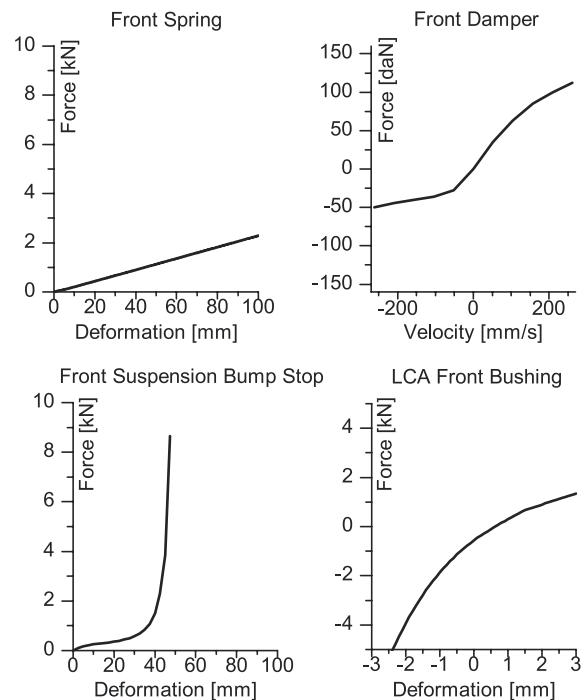 Front Spring
Force [kN]
10
8
6
4
2
0
0 20 40 60 80 100
Deformation [mm]
Front Damper
Force [daN]
150
100
50
0
-50
-100
-150
-200 0 200
Velocity [mm/s]
Front Suspension Bump Stop
Force [kN]
10
8
6
4
2
0
0 20 40 60 80 100
Deformation [mm]
LCA Front Bushing
Force [kN]
4
2
0
-2
-4
-3 -2 -1 0 1 2 3
Deformation [mm]